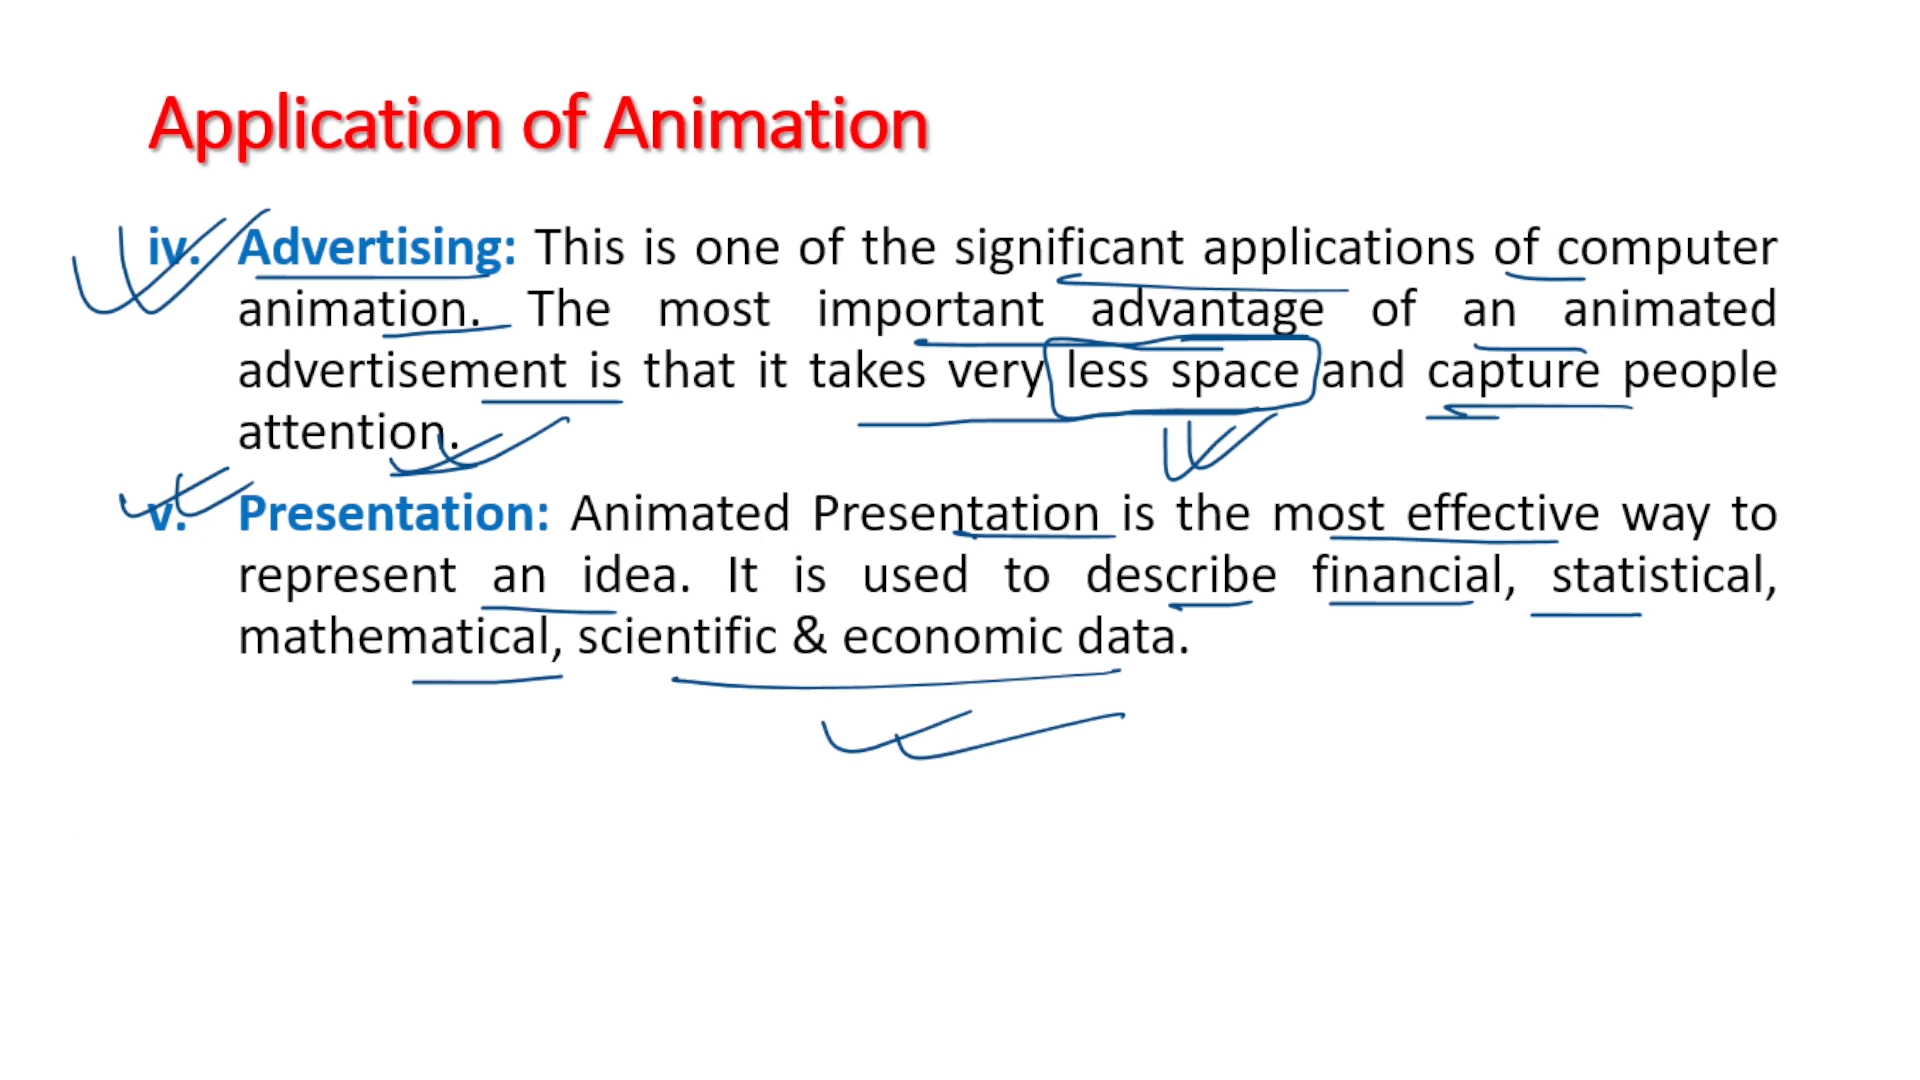 Application of Animation
iv. Advertising: This is one of the significant applications of computer
animation. The most important advantage of an animated
advertisement is that it takes very less space and capture people
attention.
v. Presentation: Animated Presentation is the most effective way to
represent an idea. It is used to describe financial, statistical,
mathematical, scientific & economic data.